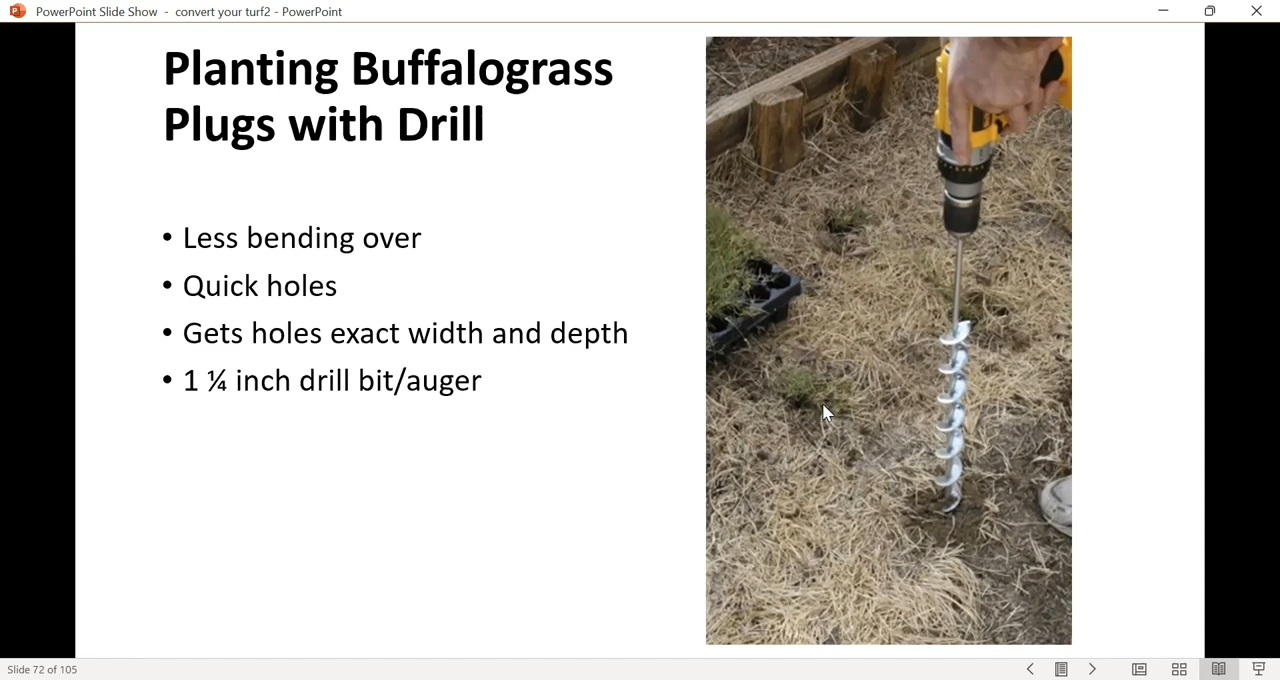 PowerPoint Slide Show - convert your turf2 - PowerPoint
Planting Buffalograss
Plugs with Drill
• Less bending over
• Quick holes
• Gets holes exact width and depth
• 1 ¼ inch drill bit/auger
Slide 72 of 105